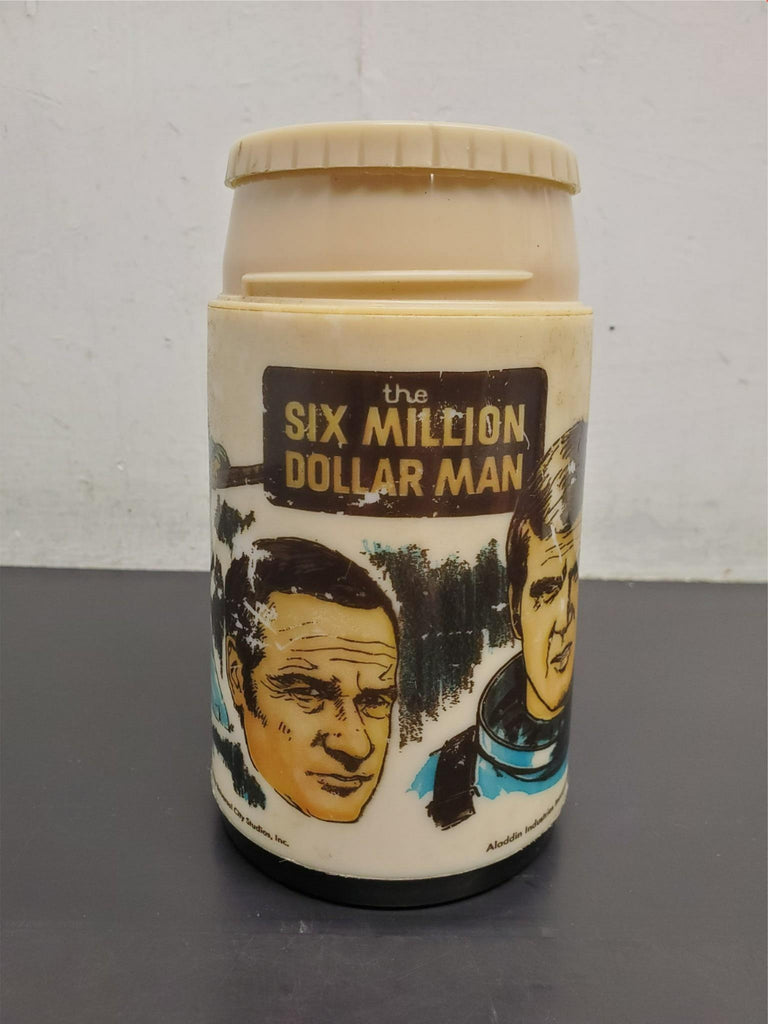 the
SIX MILLION
DOLLAR MAN
City Studios, Inc.
Aladdin Industries